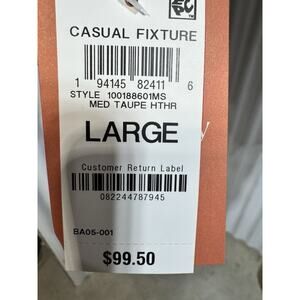 CASUAL FIXTURE
1 94145 82411 6
STYLE 100188601MS
MED TAUPE HTHR
LARGE
Customer Return Label
082244787945
BA05-001
$99.50